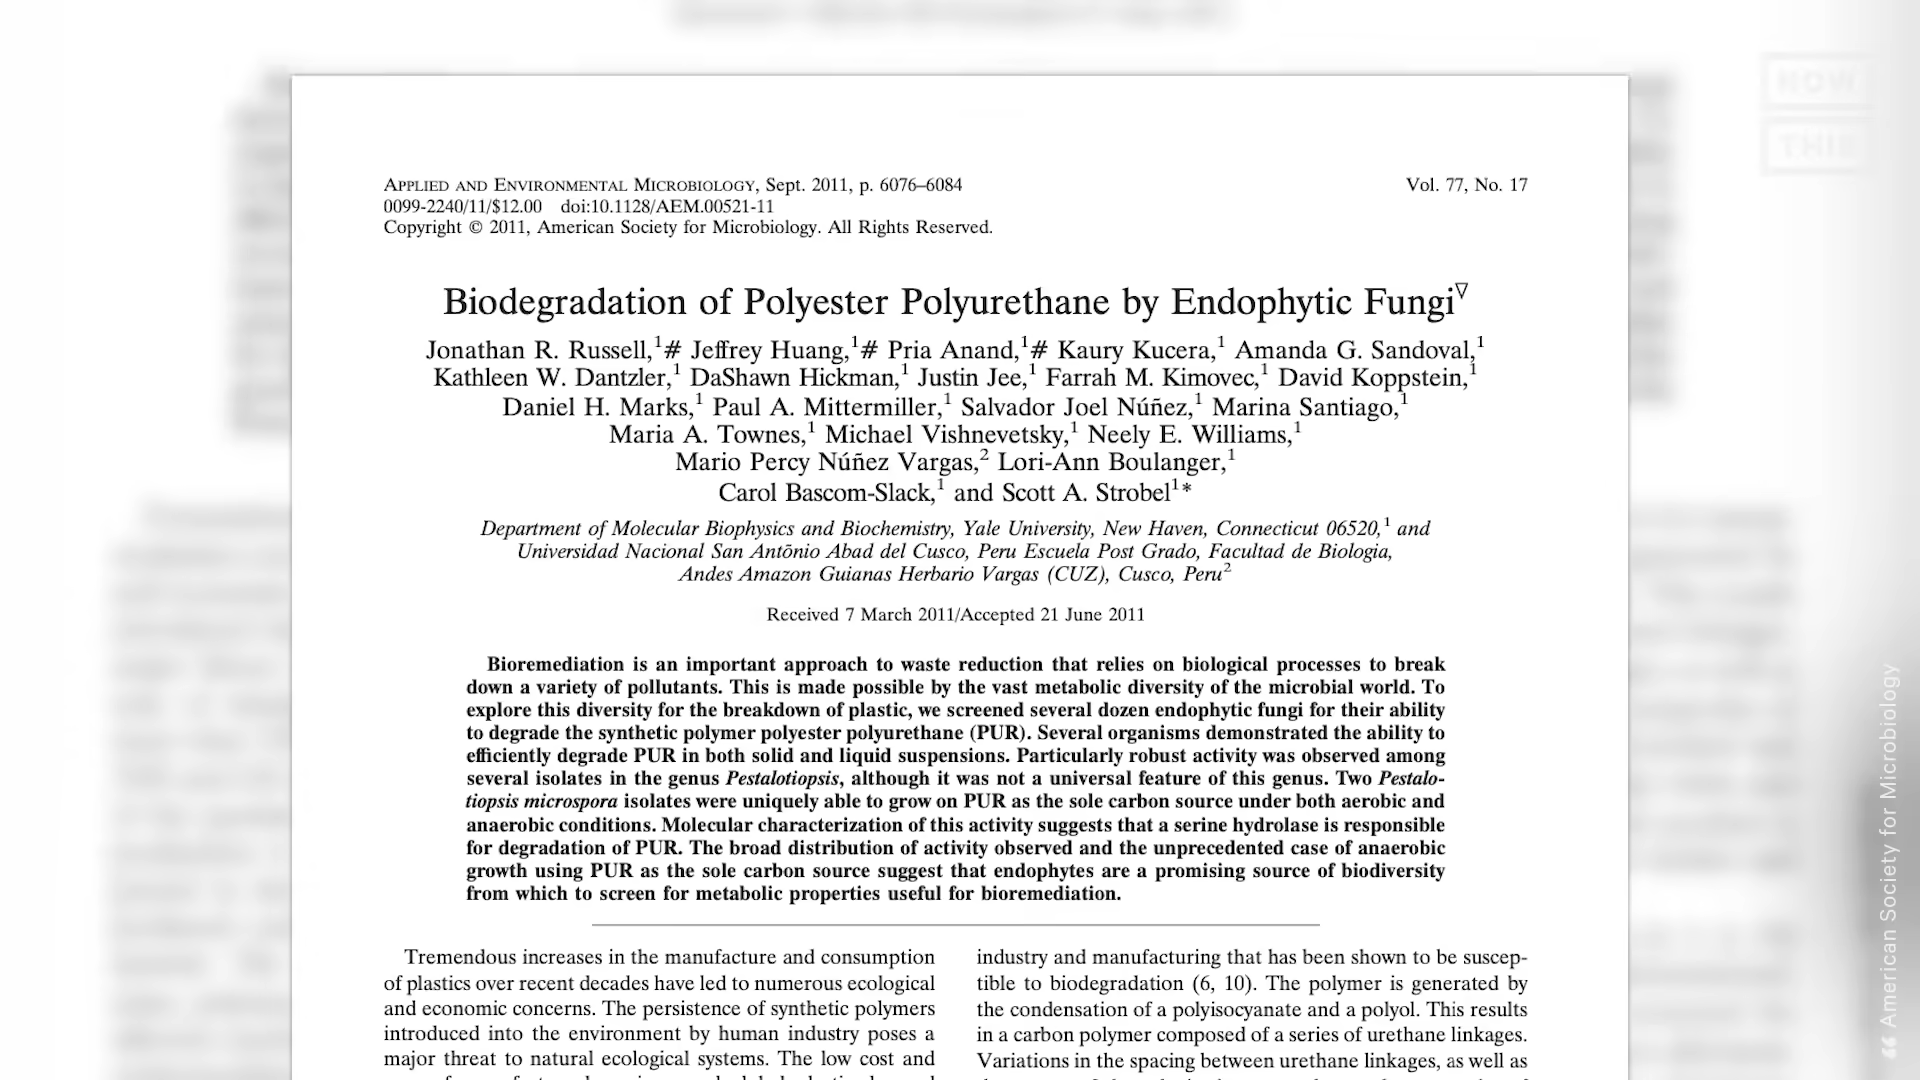 APPLIED AND ENVIRONMENTAL MICROBIOLOGY, Sept. 2011, p. 6076–6084 Vol. 77, No. 17
0099-2240/11/$12.00 doi:10.1128/AEM.00521-11
Copyright © 2011, American Society for Microbiology. All Rights Reserved.
Biodegradation of Polyester Polyurethane by Endophytic Fungi▽
Jonathan R. Russell,1# Jeffrey Huang,1# Pria Anand,1# Kaury Kucera,1 Amanda G. Sandoval,1
Kathleen W. Dantzler,1 DaShawn Hickman,1 Justin Jee,1 Farrah M. Kimovec,1 David Koppstein,1
Daniel H. Marks,1 Paul A. Mittermiller,1 Salvador Joel Núñez,1 Marina Santiago,1
Maria A. Townes,1 Michael Vishnevetsky,1 Neely E. Williams,1
Mario Percy Núñez Vargas,2 Lori-Ann Boulanger,1
Carol Bascom-Slack,1 and Scott A. Strobel1*
Department of Molecular Biophysics and Biochemistry, Yale University, New Haven, Connecticut 06520,1 and
Universidad Nacional San Antōnio Abad del Cusco, Peru Escuela Post Grado, Facultad de Biologia,
Andes Amazon Guianas Herbario Vargas (CUZ), Cusco, Peru2
Received 7 March 2011/Accepted 21 June 2011
Bioremediation is an important approach to waste reduction that relies on biological processes to break
down a variety of pollutants. This is made possible by the vast metabolic diversity of the microbial world. To
explore this diversity for the breakdown of plastic, we screened several dozen endophytic fungi for their ability
to degrade the synthetic polymer polyester polyurethane (PUR). Several organisms demonstrated the ability to
efficiently degrade PUR in both solid and liquid suspensions. Particularly robust activity was observed among
several isolates in the genus Pestalotiopsis, although it was not a universal feature of this genus. Two Pestalo-
tiopsis microspora isolates were uniquely able to grow on PUR as the sole carbon source under both aerobic and
anaerobic conditions. Molecular characterization of this activity suggests that a serine hydrolase is responsible
for degradation of PUR. The broad distribution of activity observed and the unprecedented case of anaerobic
growth using PUR as the sole carbon source suggest that endophytes are a promising source of biodiversity
from which to screen for metabolic properties useful for bioremediation.
Tremendous increases in the manufacture and consumption
of plastics over recent decades have led to numerous ecological
and economic concerns. The persistence of synthetic polymers
introduced into the environment by human industry poses a
major threat to natural ecological systems. The low cost and
industry and manufacturing that has been shown to be suscep-
tible to biodegradation (6, 10). The polymer is generated by
the condensation of a polyisocyanate and a polyol. This results
in a carbon polymer composed of a series of urethane linkages.
Variations in the spacing between urethane linkages, as well as
NOW
THIS
“ American Society for Microbiology